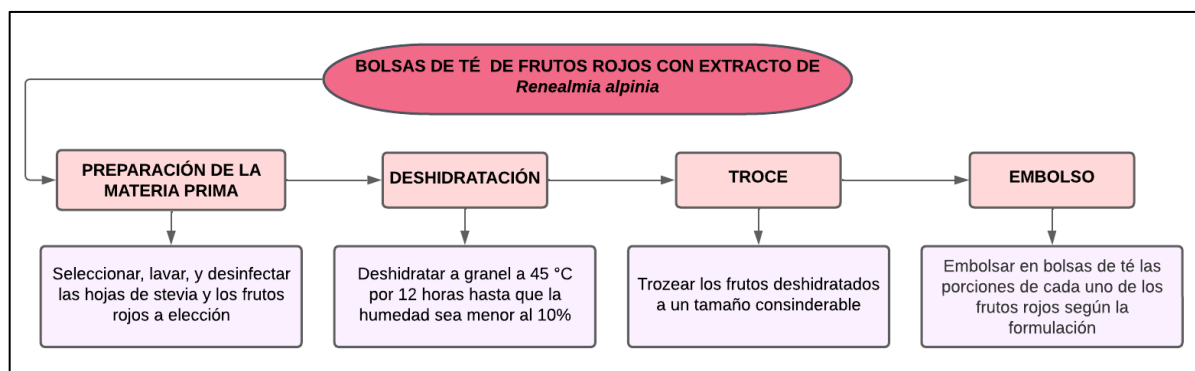 BOLSAS DE TÉ DE FRUTOS ROJOS CON EXTRACTO DE
Renealmia alpinia
PREPARACIÓN DE LA
MATERIA PRIMA
DESHIDRATACIÓN
TROCE
EMBOLSO
Seleccionar, lavar, y desinfectar
las hojas de stevia y los frutos
rojos a elección
Deshidratar a granel a 45 °C
por 12 horas hasta que la
humedad sea menor al 10%
Trozear los frutos deshidratados
a un tamaño consinderable
Embolsar en bolsas de té las
porciones de cada uno de los
frutos rojos según la
formulación